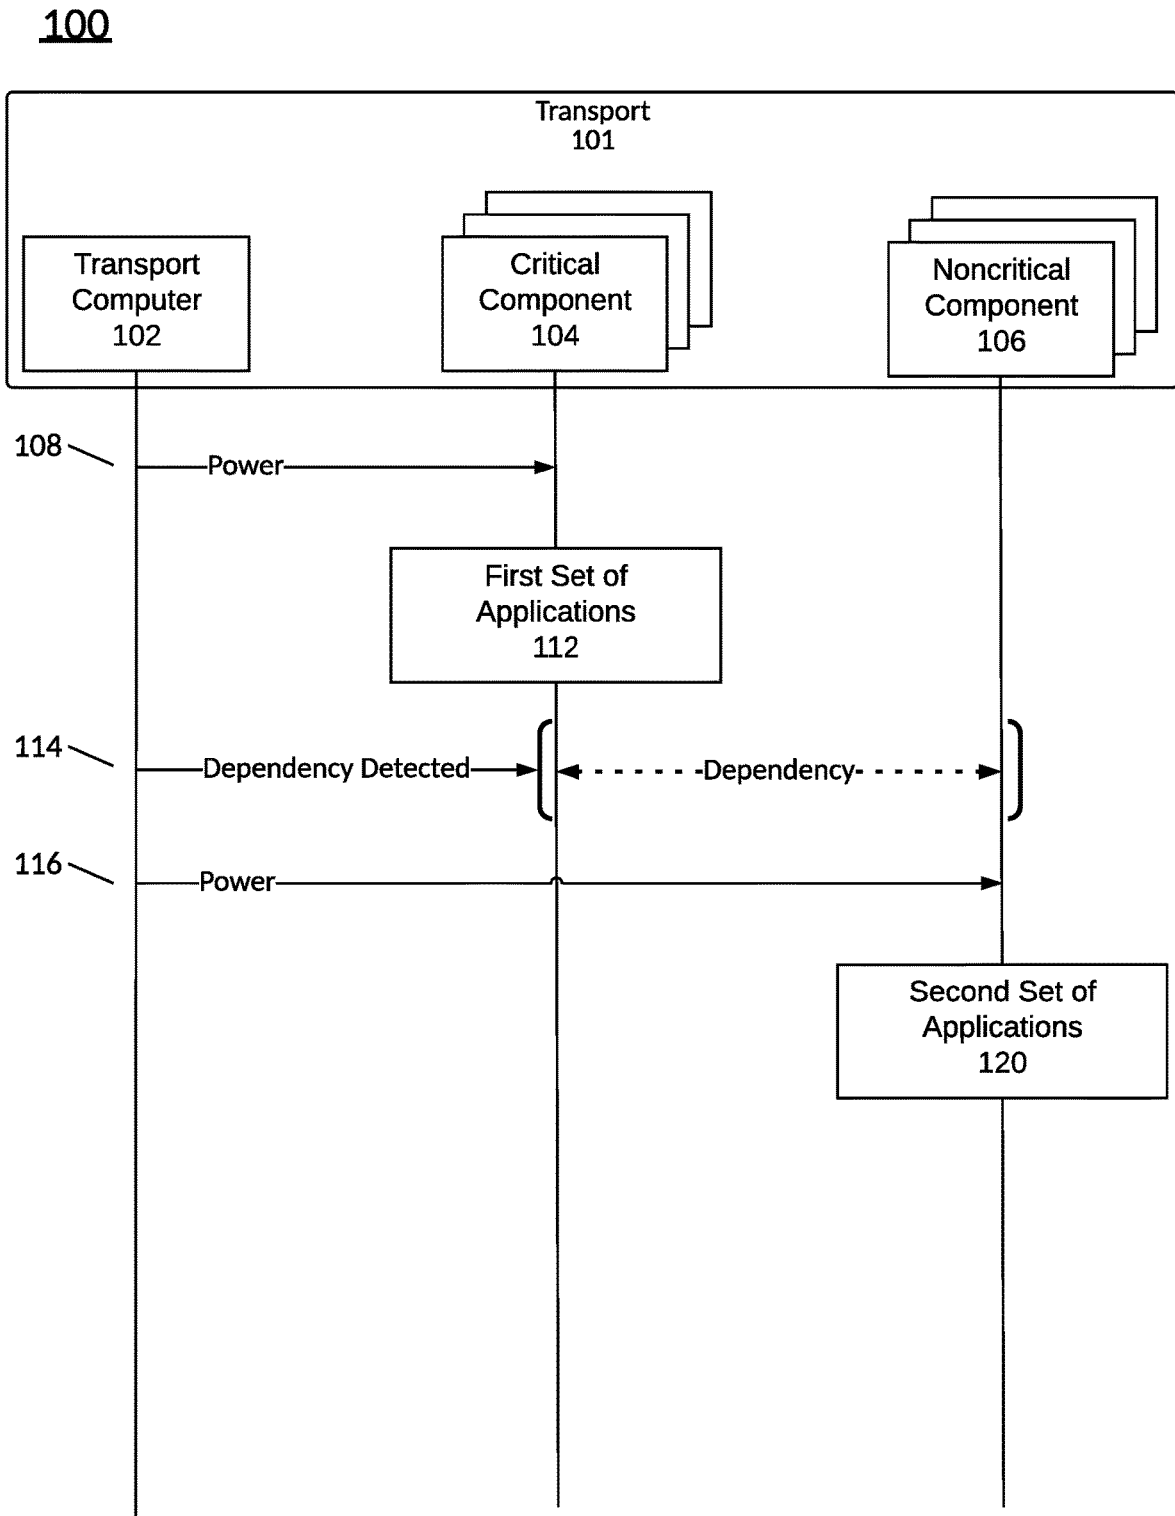 100
Transport
101
Transport
Computer
102
Critical
Component
104
Noncritical
Component
106
108
Power
First Set of
Applications
112
114
Dependency Detected
Dependency
116
Power
Second Set of
Applications
120